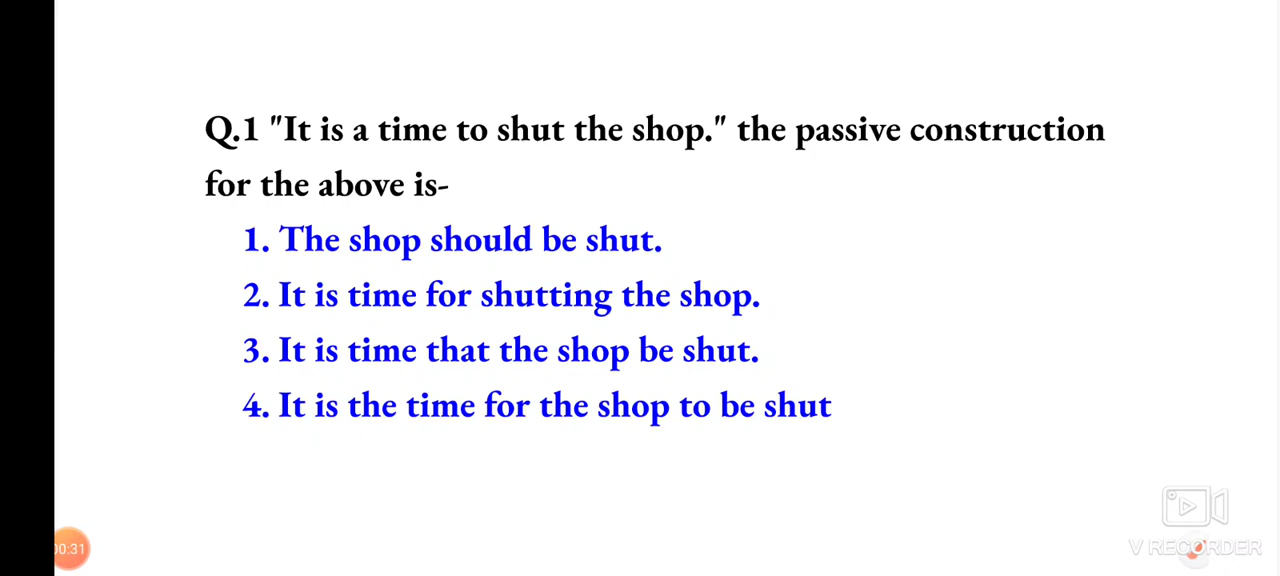 Q.1 "It is a time to shut the shop." the passive construction
for the above is-
1. The shop should be shut.
2. It is time for shutting the shop.
3. It is time that the shop be shut.
4. It is the time for the shop to be shut
00:31
V RECORDER